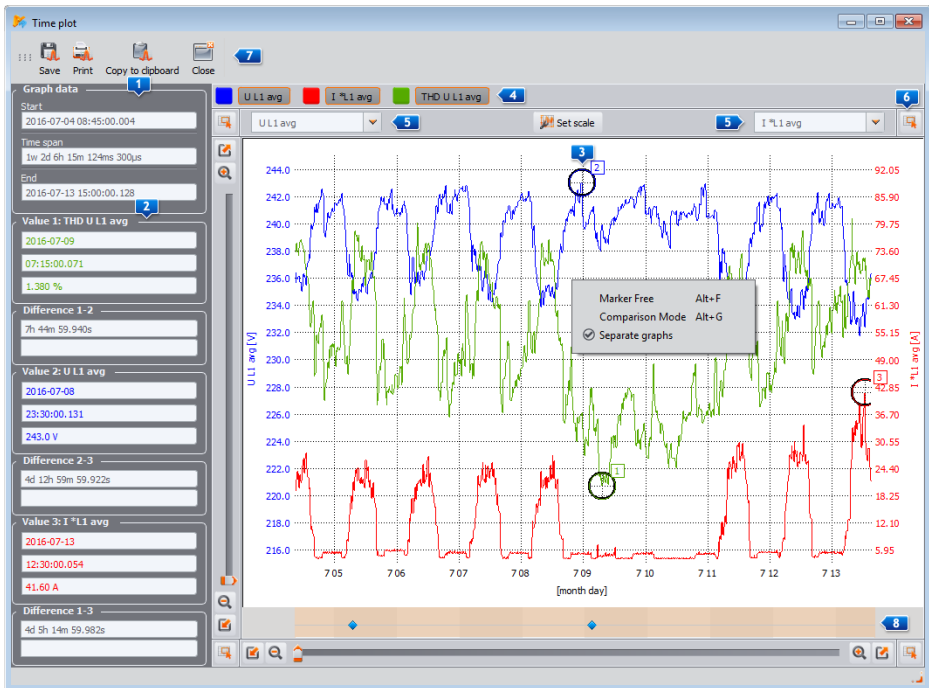 Time plot
Save Print Copy to clipboard Close 7
1
Graph data
Start
2016-07-04 08:45:00.004
Time span
1w 2d 6h 15m 124ms 300µs
End
2016-07-13 15:00:00.128
2
Value 1: THD U L1 avg
2016-07-09
07:15:00.071
1.380 %
Difference 1-2
7h 44m 59.940s
Value 2: U L1 avg
2016-07-08
23:30:00.131
243.0 V
Difference 2-3
4d 12h 59m 59.922s
Value 3: I *L1 avg
2016-07-13
12:30:00.054
41.60 A
Difference 1-3
4d 5h 14m 59.982s
U L1 avg I *L1 avg THD U L1 avg 4 6
U L1 avg 5 Set scale 5 I *L1 avg
3
2
244.0 92.05
242.0 85.90
240.0 79.75
238.0 73.60
236.0 67.45
234.0 61.30
232.0 55.15
230.0 49.00
228.0 42.85
226.0 36.70
224.0 30.55
222.0 24.40
220.0 18.25
218.0 12.10
216.0 5.95
U L1 avg [V]
I *L1 avg [A]
Marker Free Alt+F
Comparison Mode Alt+G
Separate graphs
3
1
7 05 7 06 7 07 7 08 7 09 7 10 7 11 7 12 7 13
[month day]
8